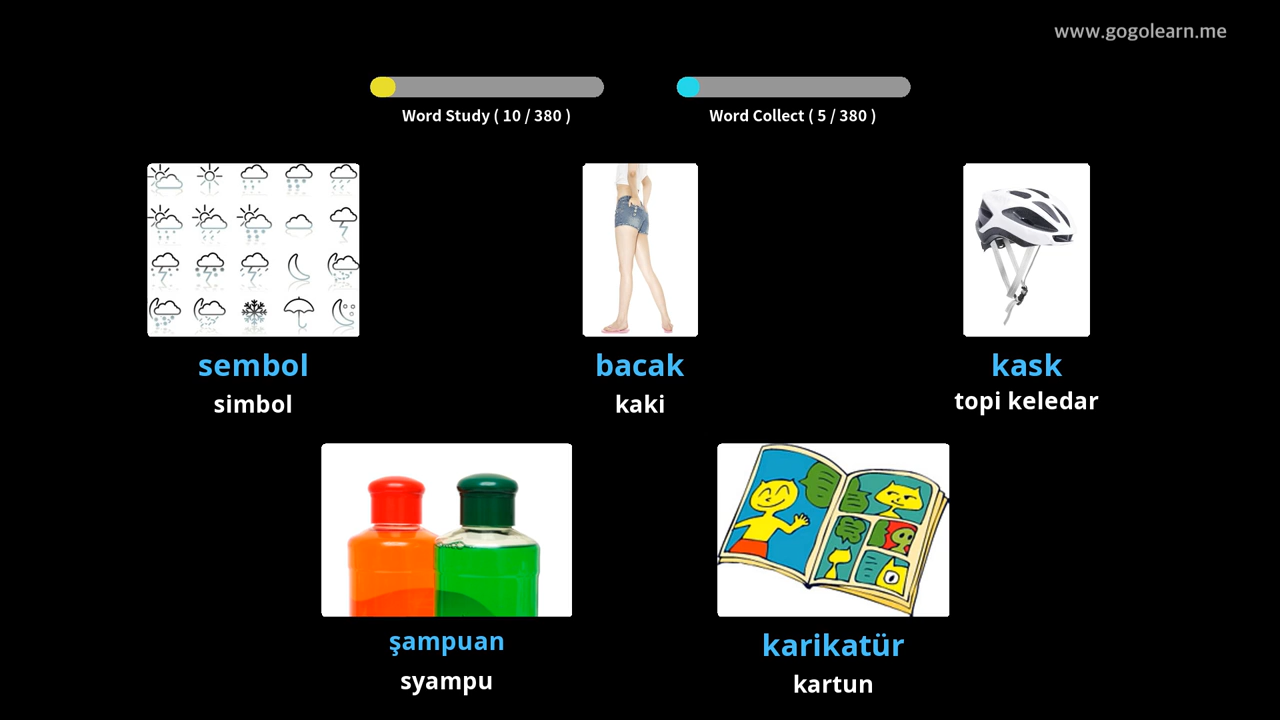 www.gogolearn.me
Word Study ( 10 / 380 )
Word Collect ( 5 / 380 )
sembol
simbol
bacak
kaki
kask
topi keledar
şampuan
syampu
karikatür
kartun